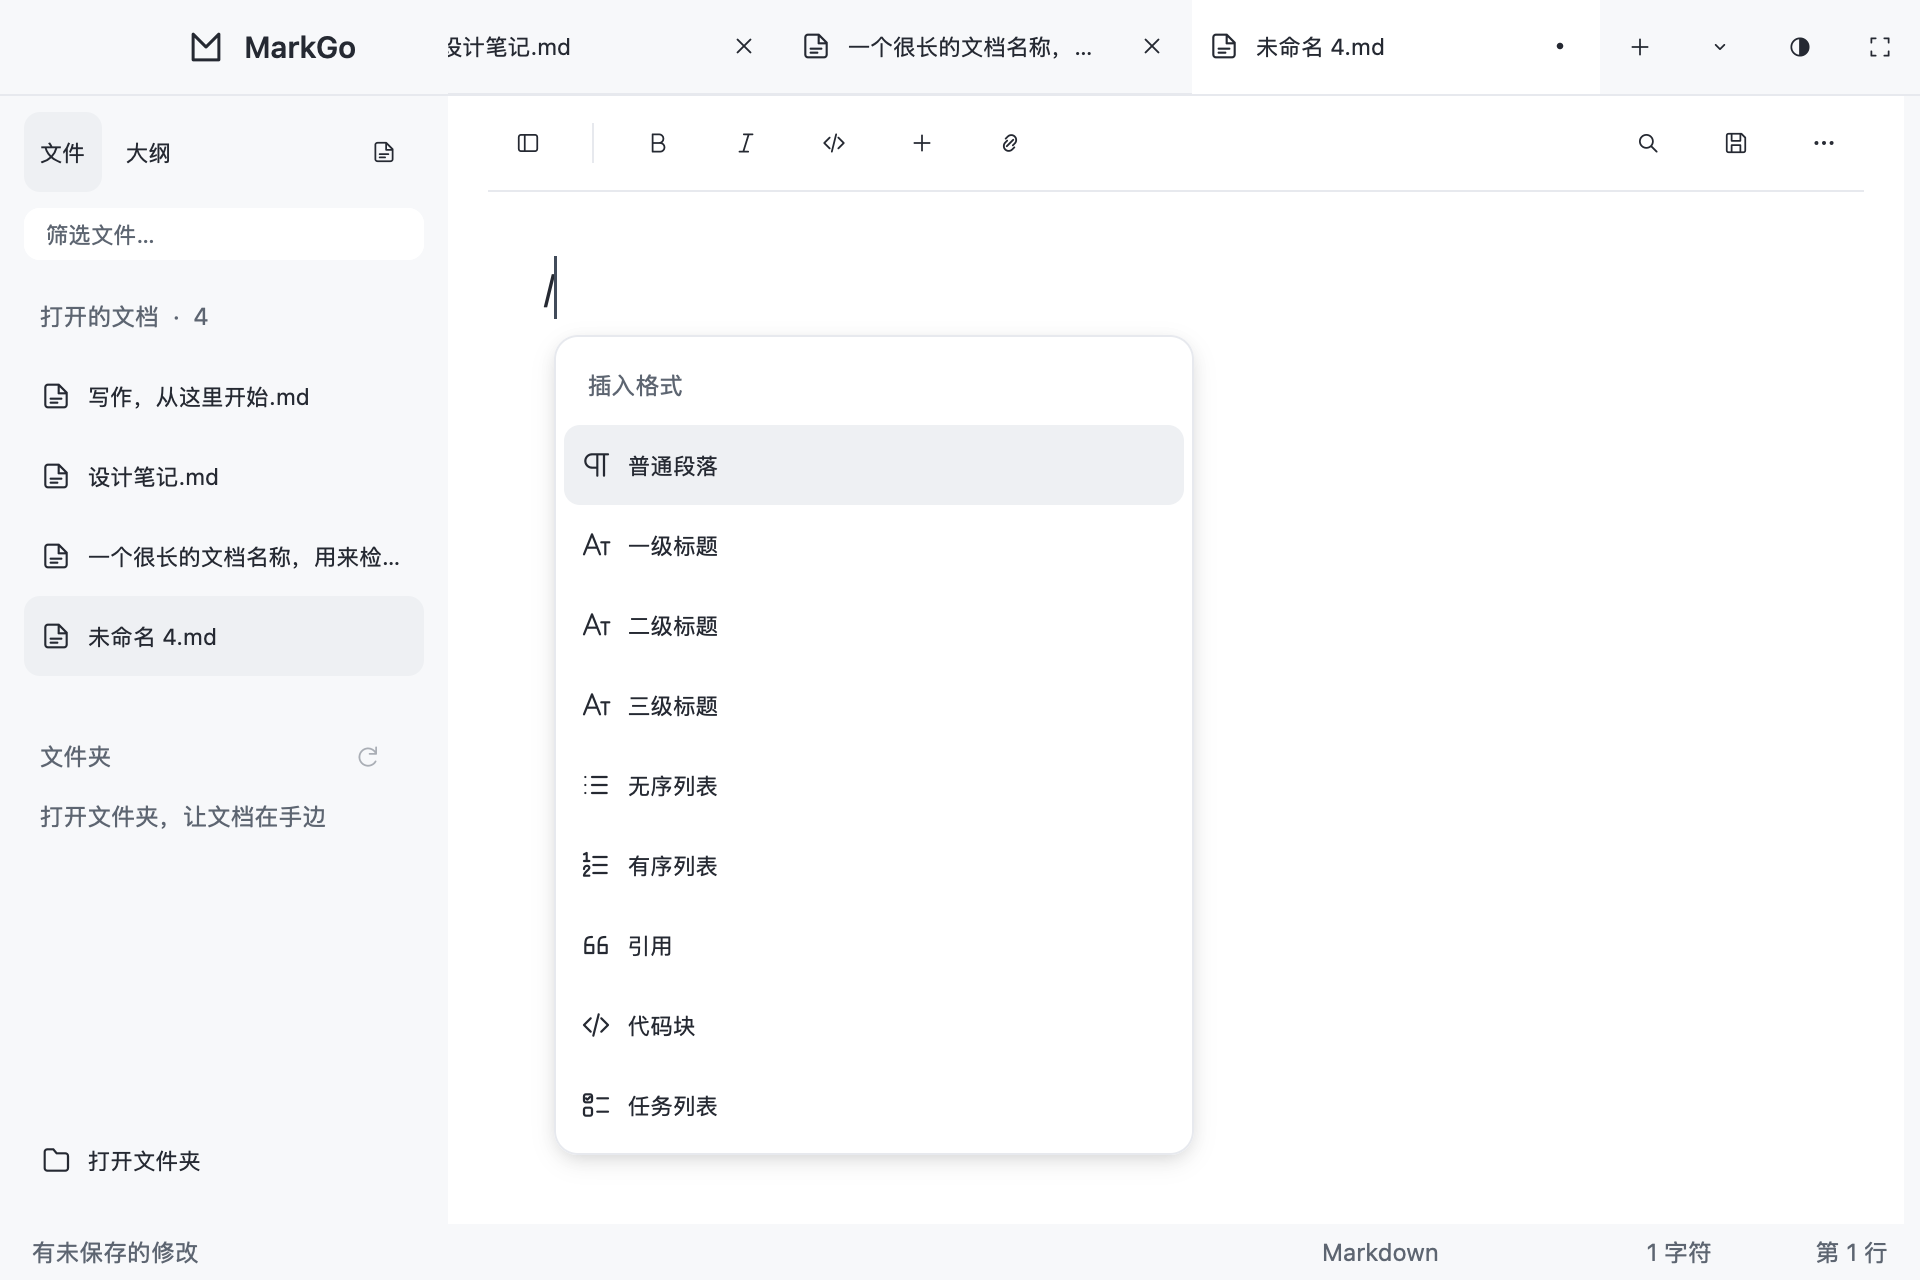 MarkGo
设计笔记.md
一个很长的文档名称，...
未命名 4.md
文件
大纲
筛选文件...
打开的文档 · 4
写作，从这里开始.md
设计笔记.md
一个很长的文档名称，用来检...
未命名 4.md
文件夹
打开文件夹，让文档在手边
打开文件夹
/
插入格式
普通段落
一级标题
二级标题
三级标题
无序列表
有序列表
引用
代码块
任务列表
有未保存的修改
Markdown
1 字符
第 1 行